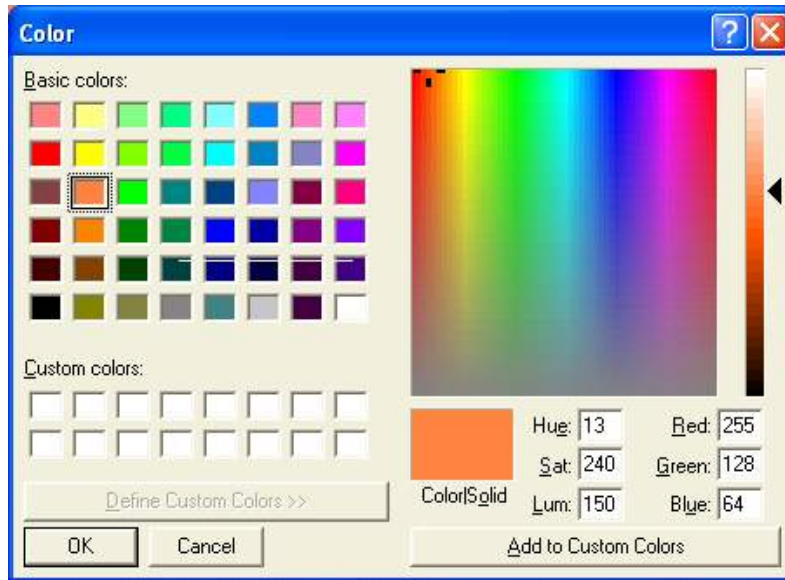 Color
Basic colors:
Custom colors:
Define Custom Colors >>
OK Cancel
Color|Solid
Hue: 13 Red: 255
Sat: 240 Green: 128
Lum: 150 Blue: 64
Add to Custom Colors